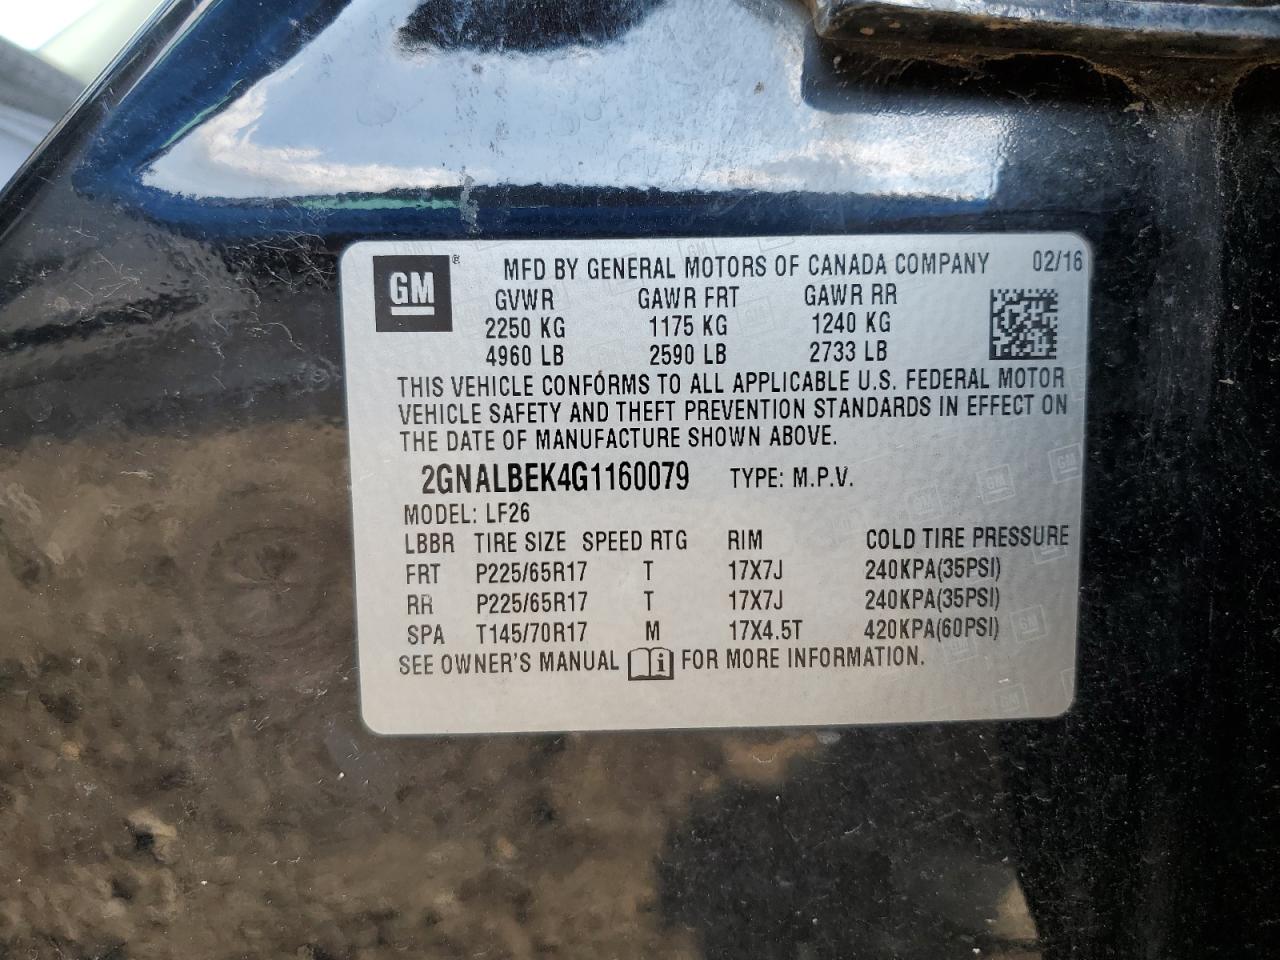 GM ® MFD BY GENERAL MOTORS OF CANADA COMPANY 02/16
GVWR GAWR FRT GAWR RR
2250 KG 1175 KG 1240 KG
4960 LB 2590 LB 2733 LB
THIS VEHICLE CONFORMS TO ALL APPLICABLE U.S. FEDERAL MOTOR
VEHICLE SAFETY AND THEFT PREVENTION STANDARDS IN EFFECT ON
THE DATE OF MANUFACTURE SHOWN ABOVE.
2GNALBEK4G1160079 TYPE: M.P.V.
MODEL: LF26
LBBR TIRE SIZE SPEED RTG RIM COLD TIRE PRESSURE
FRT P225/65R17 T 17X7J 240KPA(35PSI)
RR P225/65R17 T 17X7J 240KPA(35PSI)
SPA T145/70R17 M 17X4.5T 420KPA(60PSI)
SEE OWNER'S MANUAL i FOR MORE INFORMATION.